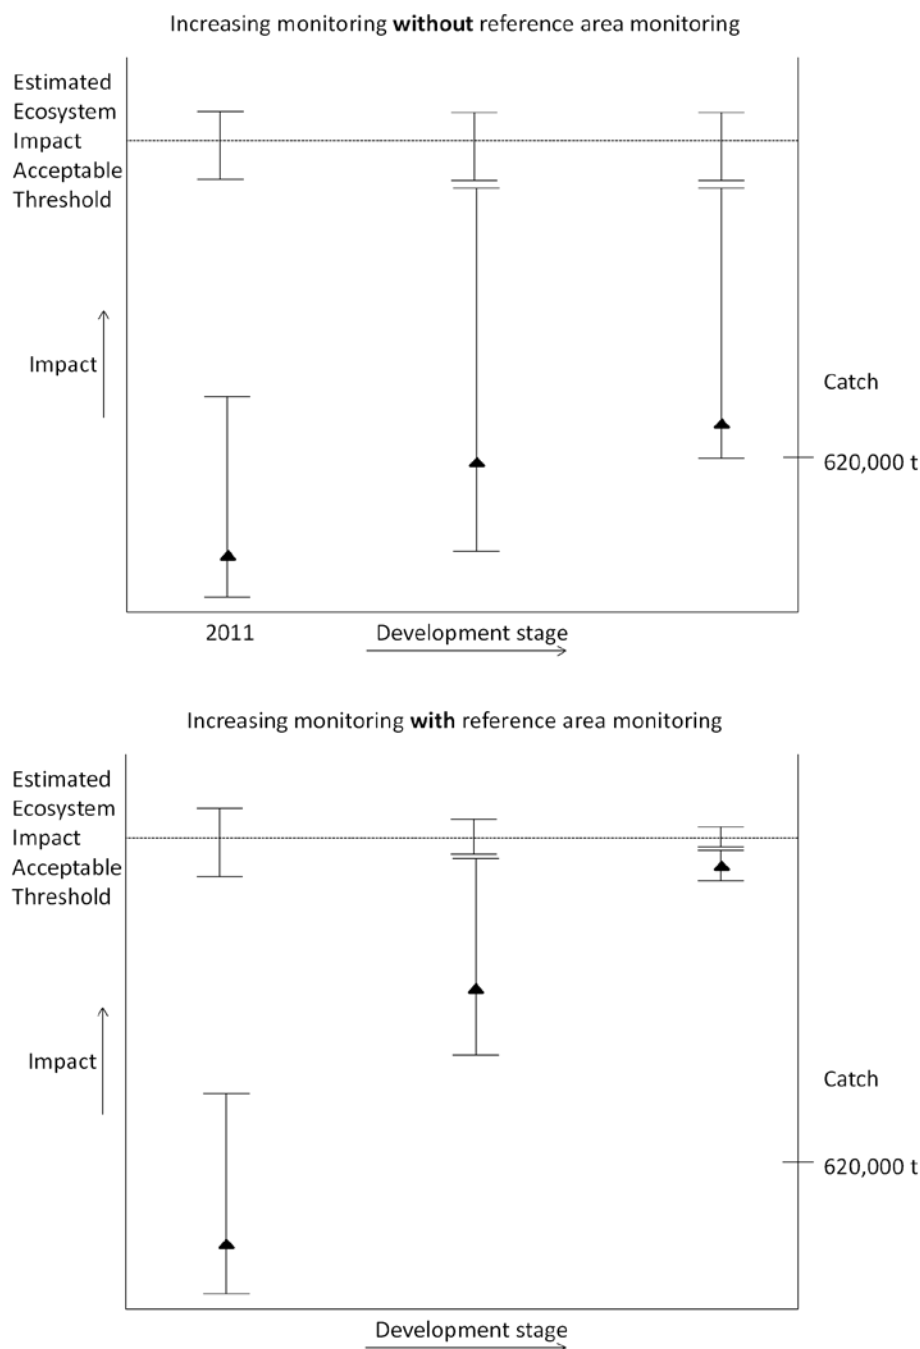 Increasing monitoring without reference area monitoring
Estimated
Ecosystem
Impact
Acceptable
Threshold
Impact
Catch
620,000 t
2011
Development stage
Increasing monitoring with reference area monitoring
Estimated
Ecosystem
Impact
Acceptable
Threshold
Impact
Catch
620,000 t
Development stage